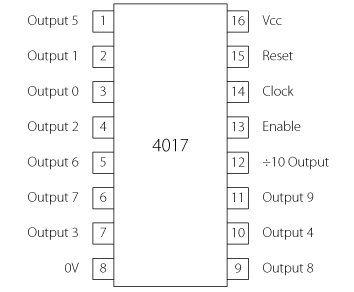 Output 5 1 16 Vcc
Output 1 2 15 Reset
Output 0 3 14 Clock
Output 2 4 13 Enable
4017
Output 6 5 12 ÷10 Output
Output 7 6 11 Output 9
Output 3 7 10 Output 4
0V 8 9 Output 8